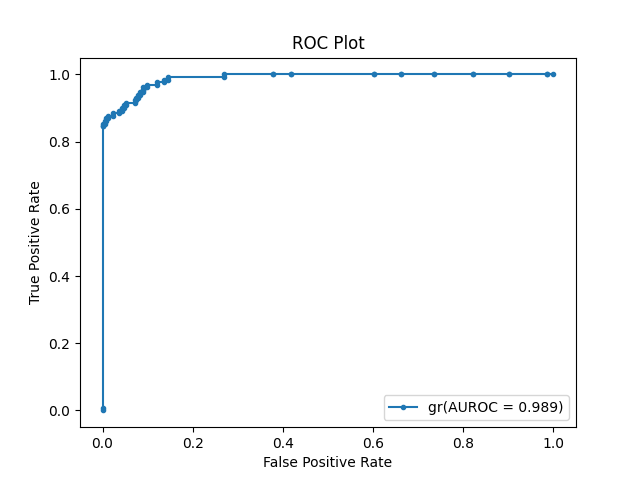 ROC Plot
True Positive Rate
1.0
0.8
0.6
0.4
0.2
0.0
0.0 0.2 0.4 0.6 0.8 1.0
False Positive Rate
gr(AUROC = 0.989)